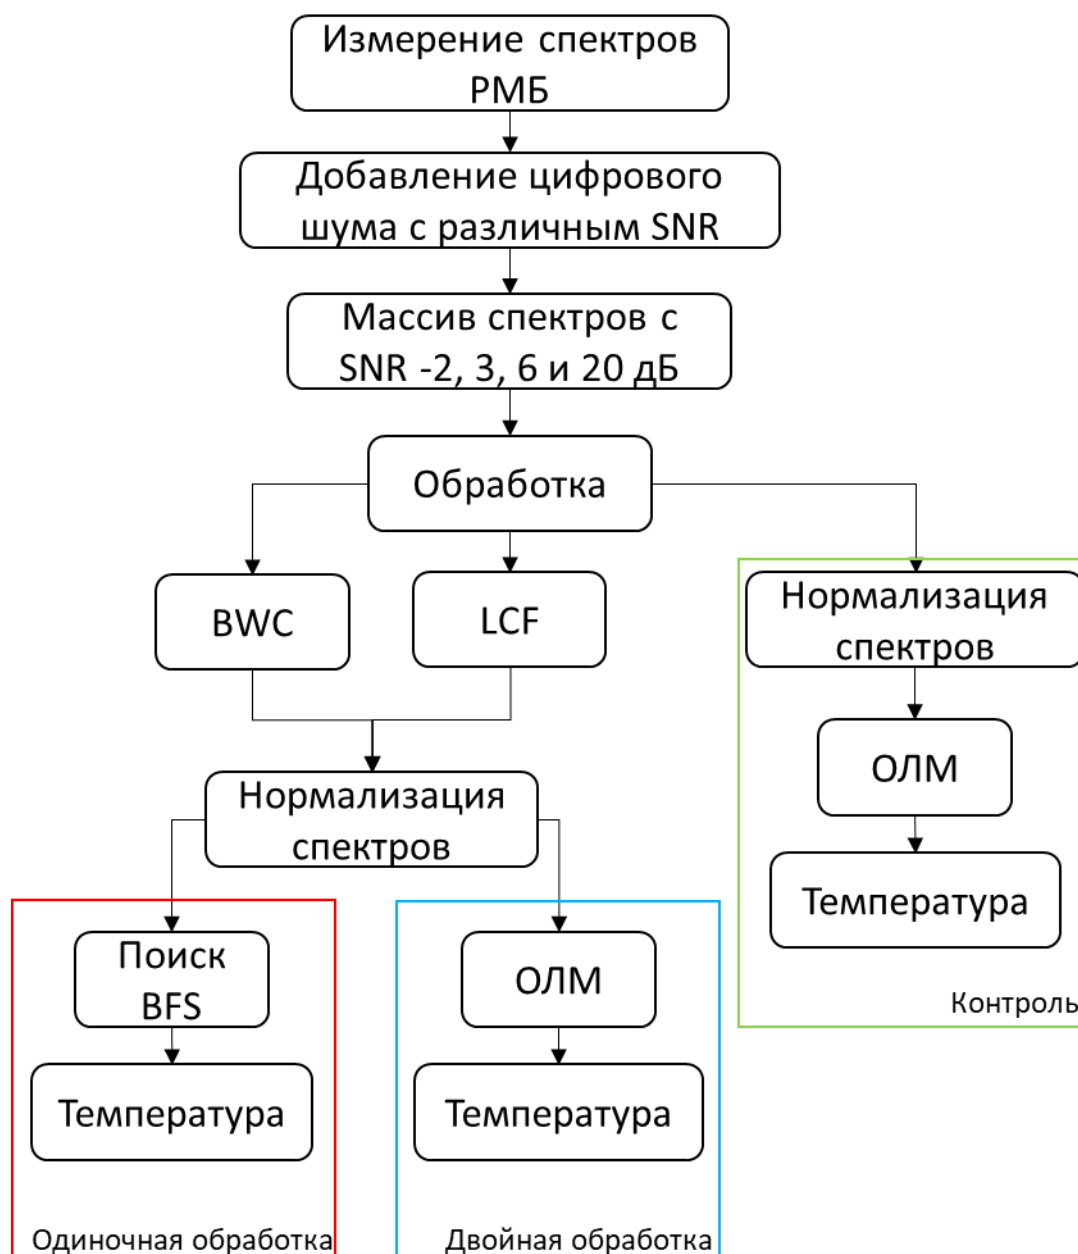 Измерение спектров
РМБ
Добавление цифрового
шума с различным SNR
Массив спектров с
SNR -2, 3, 6 и 20 дБ
Обработка
BWC
LCF
Нормализация
спектров
ОЛМ
Температура
Контроль
Нормализация
спектров
Поиск
BFS
Температура
Одиночная обработка
ОЛМ
Температура
Двойная обработка